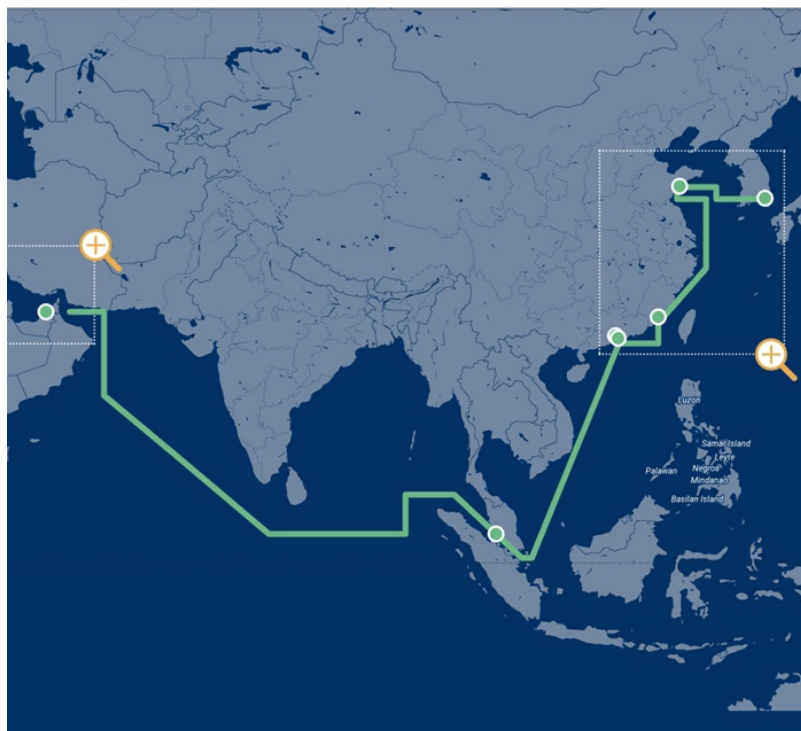 Luzon
Samar Island
Leyte
Palawan
Negros
Mindanao
Basilan Island